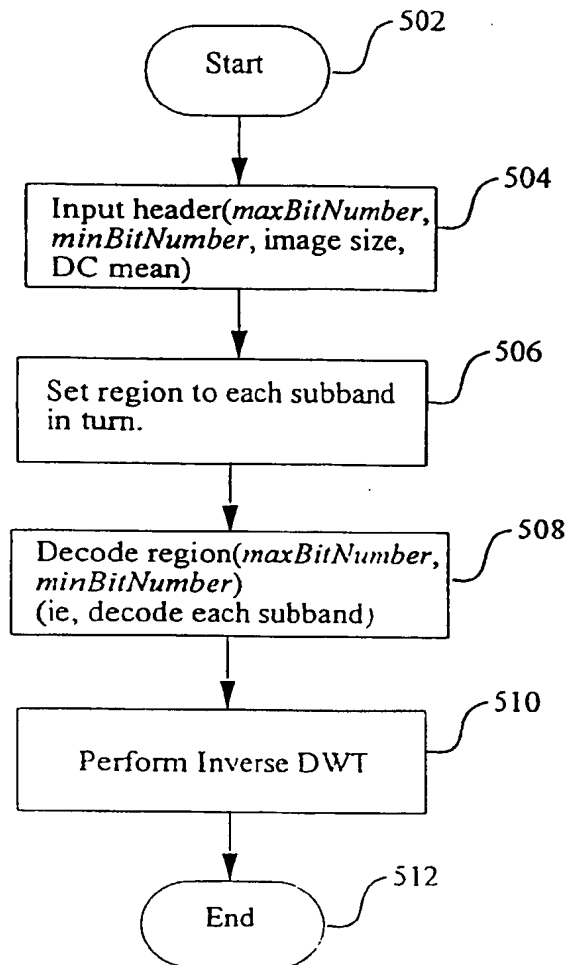 502
Start
504
Input header(maxBitNumber,
minBitNumber, image size,
DC mean)
506
Set region to each subband
in turn.
508
Decode region(maxBitNumber,
minBitNumber)
(ie, decode each subband)
510
Perform Inverse DWT
512
End